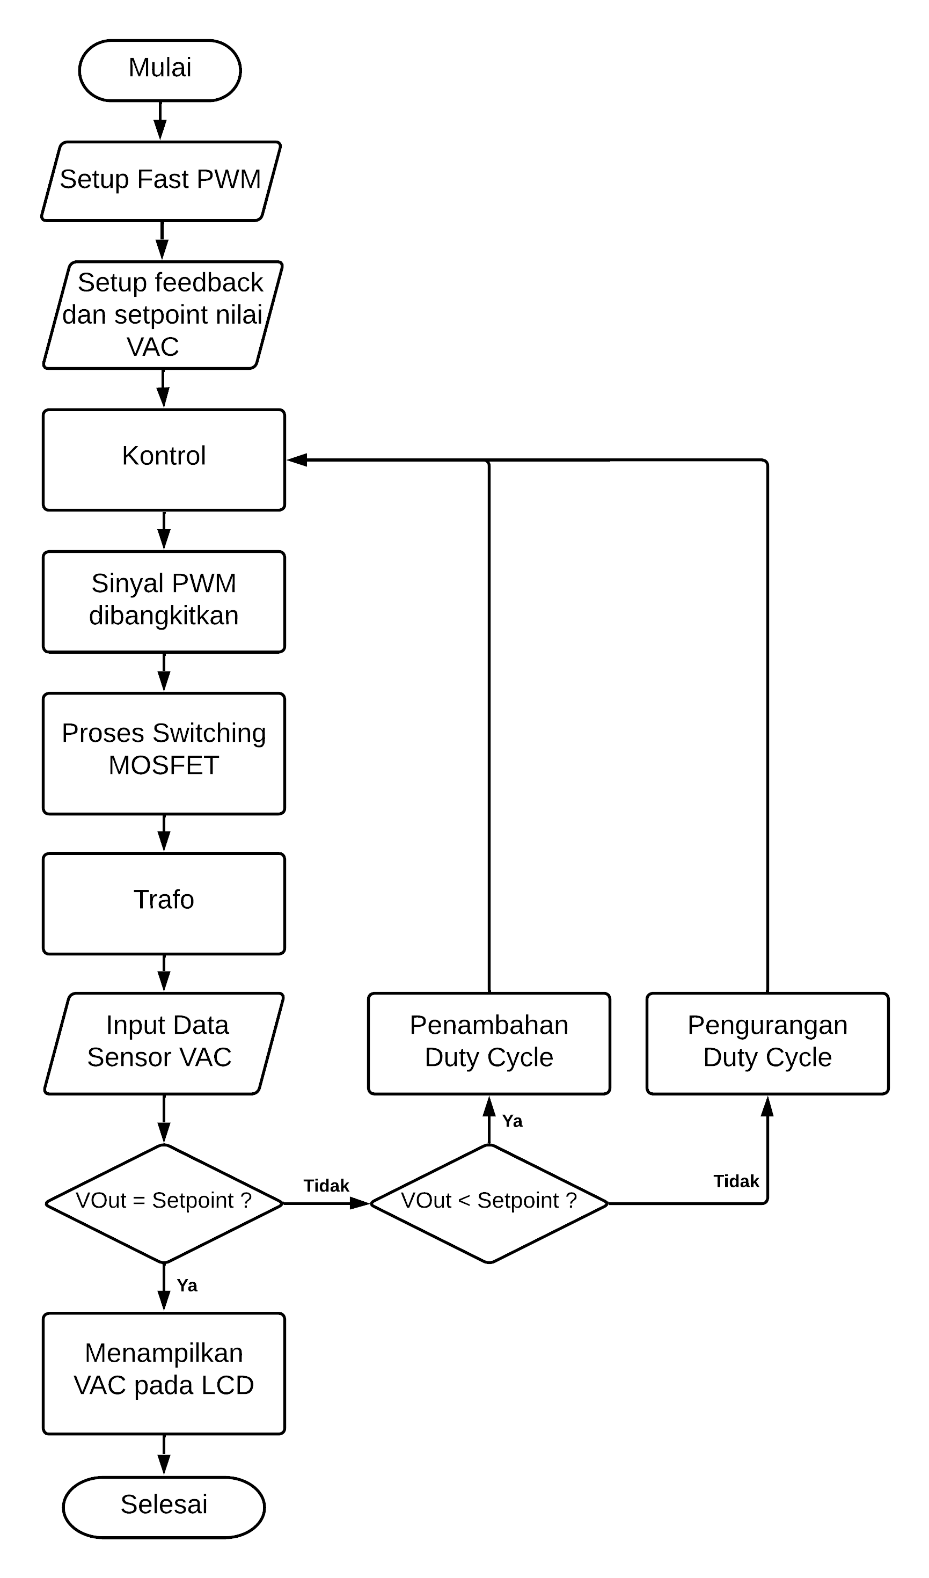 Mulai
Setup Fast PWM
Setup feedback
dan setpoint nilai
VAC
Kontrol
Sinyal PWM
dibangkitkan
Proses Switching
MOSFET
Trafo
Input Data
Sensor VAC
Penambahan
Duty Cycle
Pengurangan
Duty Cycle
Ya
VOut = Setpoint ?
Tidak
VOut < Setpoint ?
Tidak
Ya
Menampilkan
VAC pada LCD
Selesai